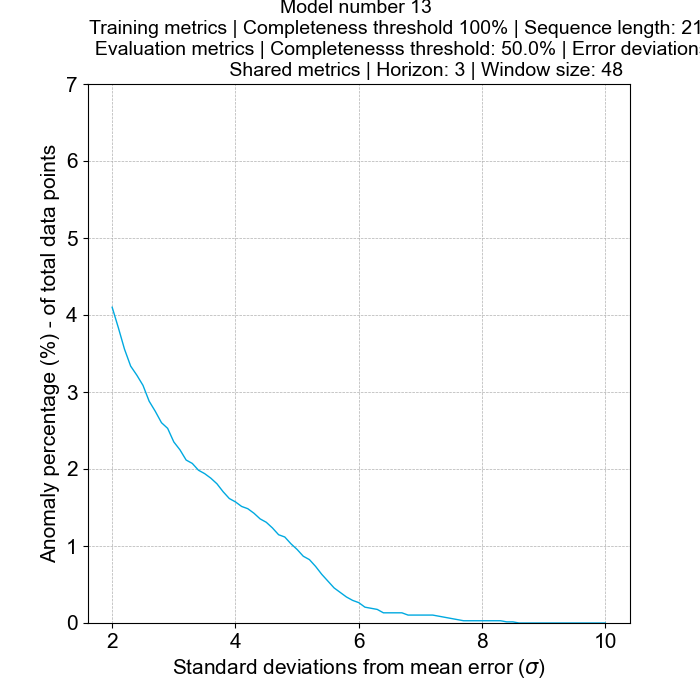 Model number 13
Training metrics | Completeness threshold 100% | Sequence length: 21
Evaluation metrics | Completenesss threshold: 50.0% | Error deviation
Shared metrics | Horizon: 3 | Window size: 48
7
6
5
4
3
2
1
0
Anomaly percentage (%) - of total data points
2 4 6 8 10
Standard deviations from mean error (σ)